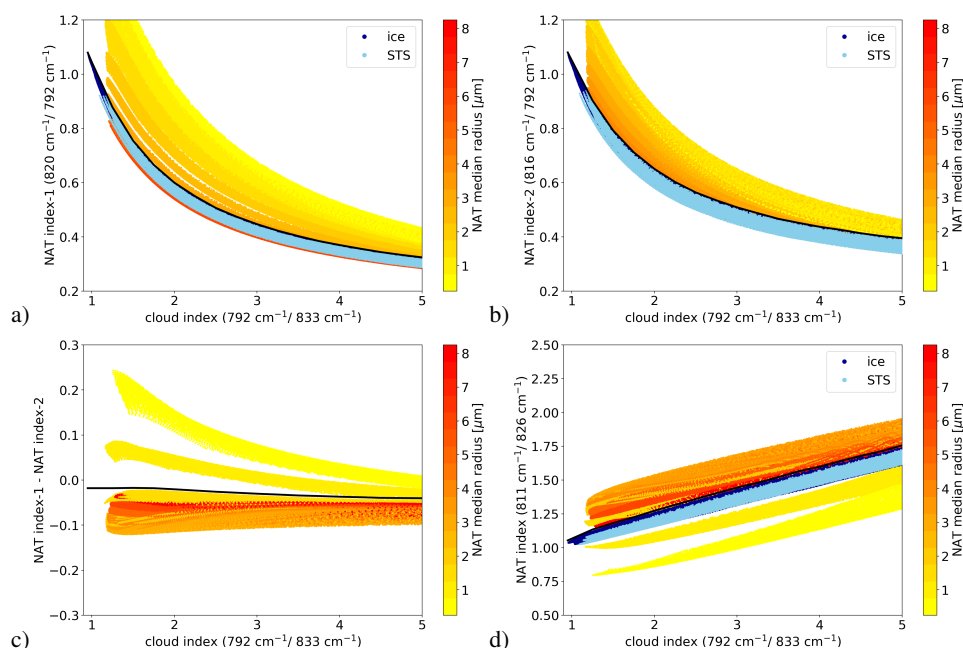 1.2
1.0
0.8
0.6
0.4
0.2
NAT index-1 (820 cm⁻¹/ 792 cm⁻¹)
ice
STS
1 2 3 4 5
cloud index (792 cm⁻¹/ 833 cm⁻¹)
8
7
6
5
4
3
2
1
NAT median radius [μm]
a)
1.2
1.0
0.8
0.6
0.4
0.2
NAT index-2 (816 cm⁻¹/ 792 cm⁻¹)
ice
STS
1 2 3 4 5
cloud index (792 cm⁻¹/ 833 cm⁻¹)
8
7
6
5
4
3
2
1
NAT median radius [μm]
b)
0.3
0.2
0.1
0.0
−0.1
−0.2
−0.3
NAT index-1 - NAT index-2
1 2 3 4 5
cloud index (792 cm⁻¹/ 833 cm⁻¹)
8
7
6
5
4
3
2
1
NAT median radius [μm]
c)
2.50
2.25
2.00
1.75
1.50
1.25
1.00
0.75
0.50
NAT index (811 cm⁻¹/ 826 cm⁻¹)
ice
STS
1 2 3 4 5
cloud index (792 cm⁻¹/ 833 cm⁻¹)
8
7
6
5
4
3
2
1
NAT median radius [μm]
d)